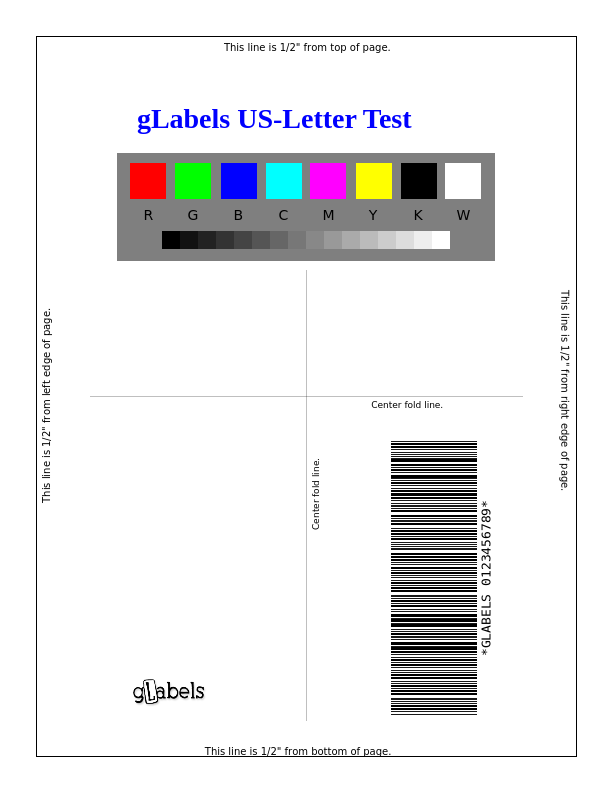 This line is 1/2" from top of page.
gLabels US-Letter Test
R G B C M Y K W
This line is 1/2" from left edge of page.
This line is 1/2" from right edge of page.
Center fold line.
Center fold line.
*GLABELS 0123456789*
gLabels
This line is 1/2" from bottom of page.